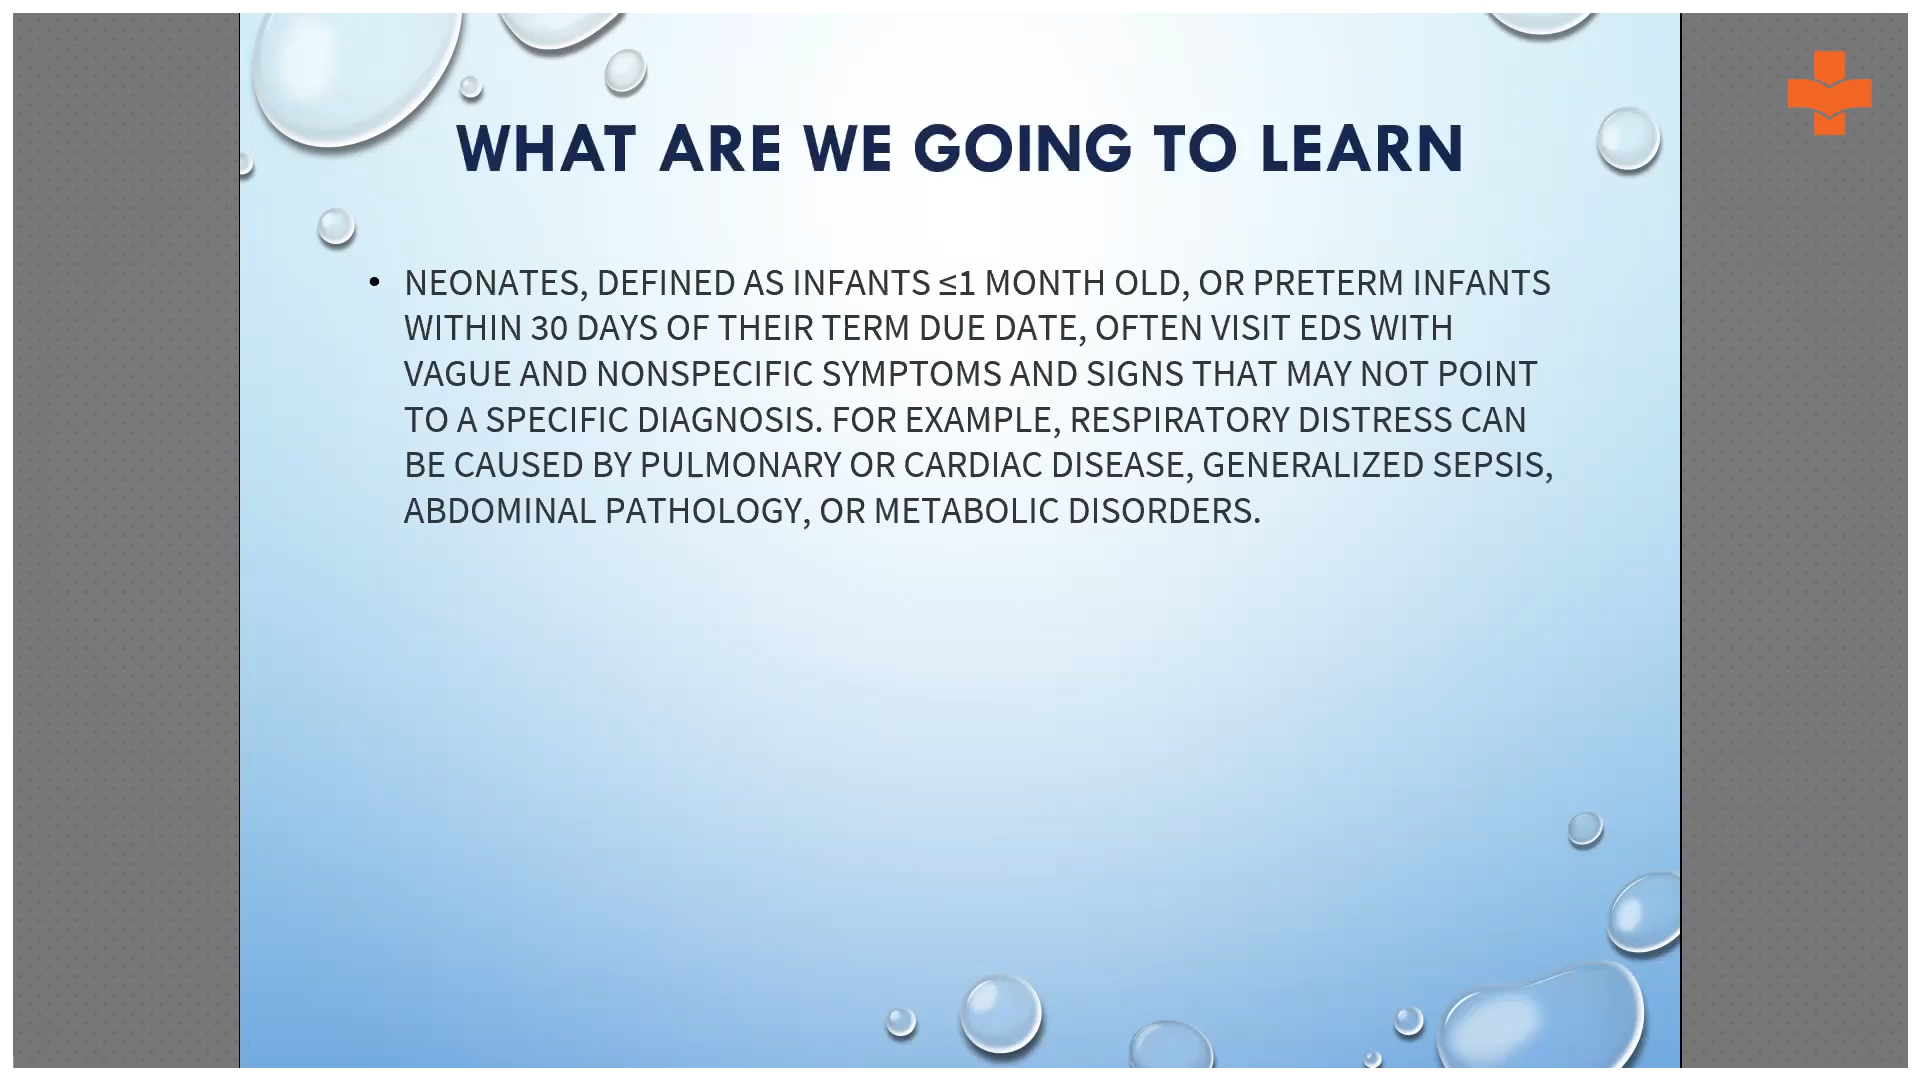 WHAT ARE WE GOING TO LEARN
• NEONATES, DEFINED AS INFANTS ≤1 MONTH OLD, OR PRETERM INFANTS
WITHIN 30 DAYS OF THEIR TERM DUE DATE, OFTEN VISIT EDS WITH
VAGUE AND NONSPECIFIC SYMPTOMS AND SIGNS THAT MAY NOT POINT
TO A SPECIFIC DIAGNOSIS. FOR EXAMPLE, RESPIRATORY DISTRESS CAN
BE CAUSED BY PULMONARY OR CARDIAC DISEASE, GENERALIZED SEPSIS,
ABDOMINAL PATHOLOGY, OR METABOLIC DISORDERS.